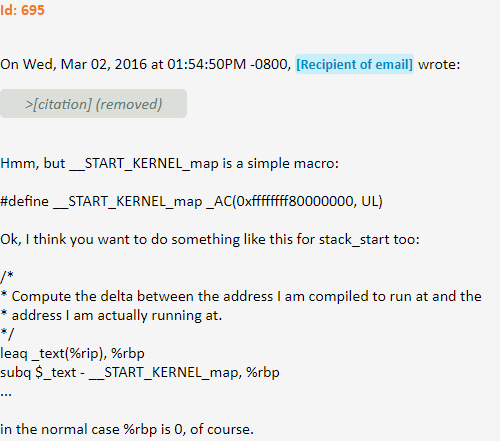 Id: 695
On Wed, Mar 02, 2016 at 01:54:50PM -0800, [Recipient of email] wrote:
>[citation] (removed)
Hmm, but __START_KERNEL_map is a simple macro:
#define __START_KERNEL_map _AC(0xffffffff80000000, UL)
Ok, I think you want to do something like this for stack_start too:
/*
* Compute the delta between the address I am compiled to run at and the
* address I am actually running at.
*/
leaq _text(%rip), %rbp
subq $_text - __START_KERNEL_map, %rbp
...
in the normal case %rbp is 0, of course.